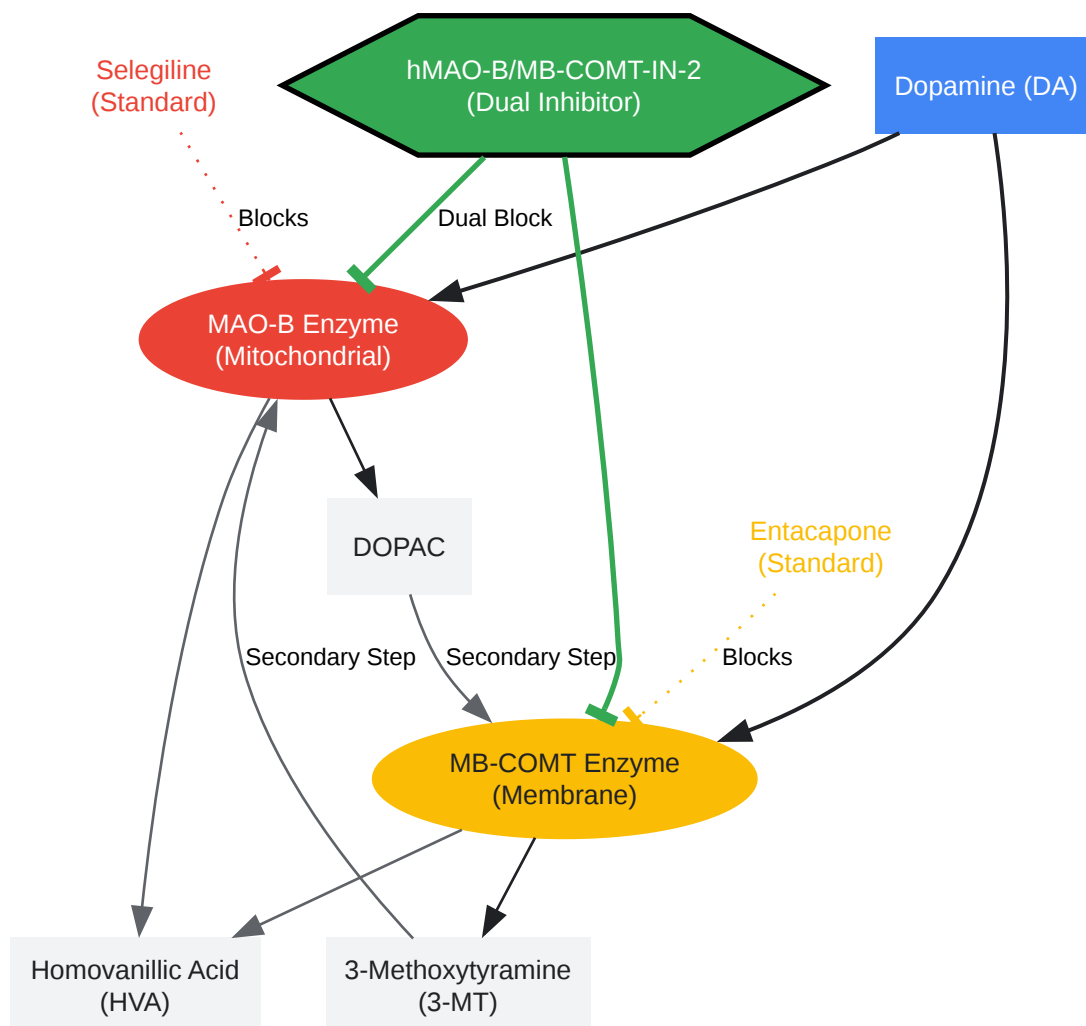 Selegiline
(Standard)
hMAO-B/MB-COMT-IN-2
(Dual Inhibitor)
Dopamine (DA)
Blocks
Dual Block
MAO-B Enzyme
(Mitochondrial)
DOPAC
Entacapone
(Standard)
Secondary Step
Secondary Step
Blocks
MB-COMT Enzyme
(Membrane)
Homovanillic Acid
(HVA)
3-Methoxytyramine
(3-MT)